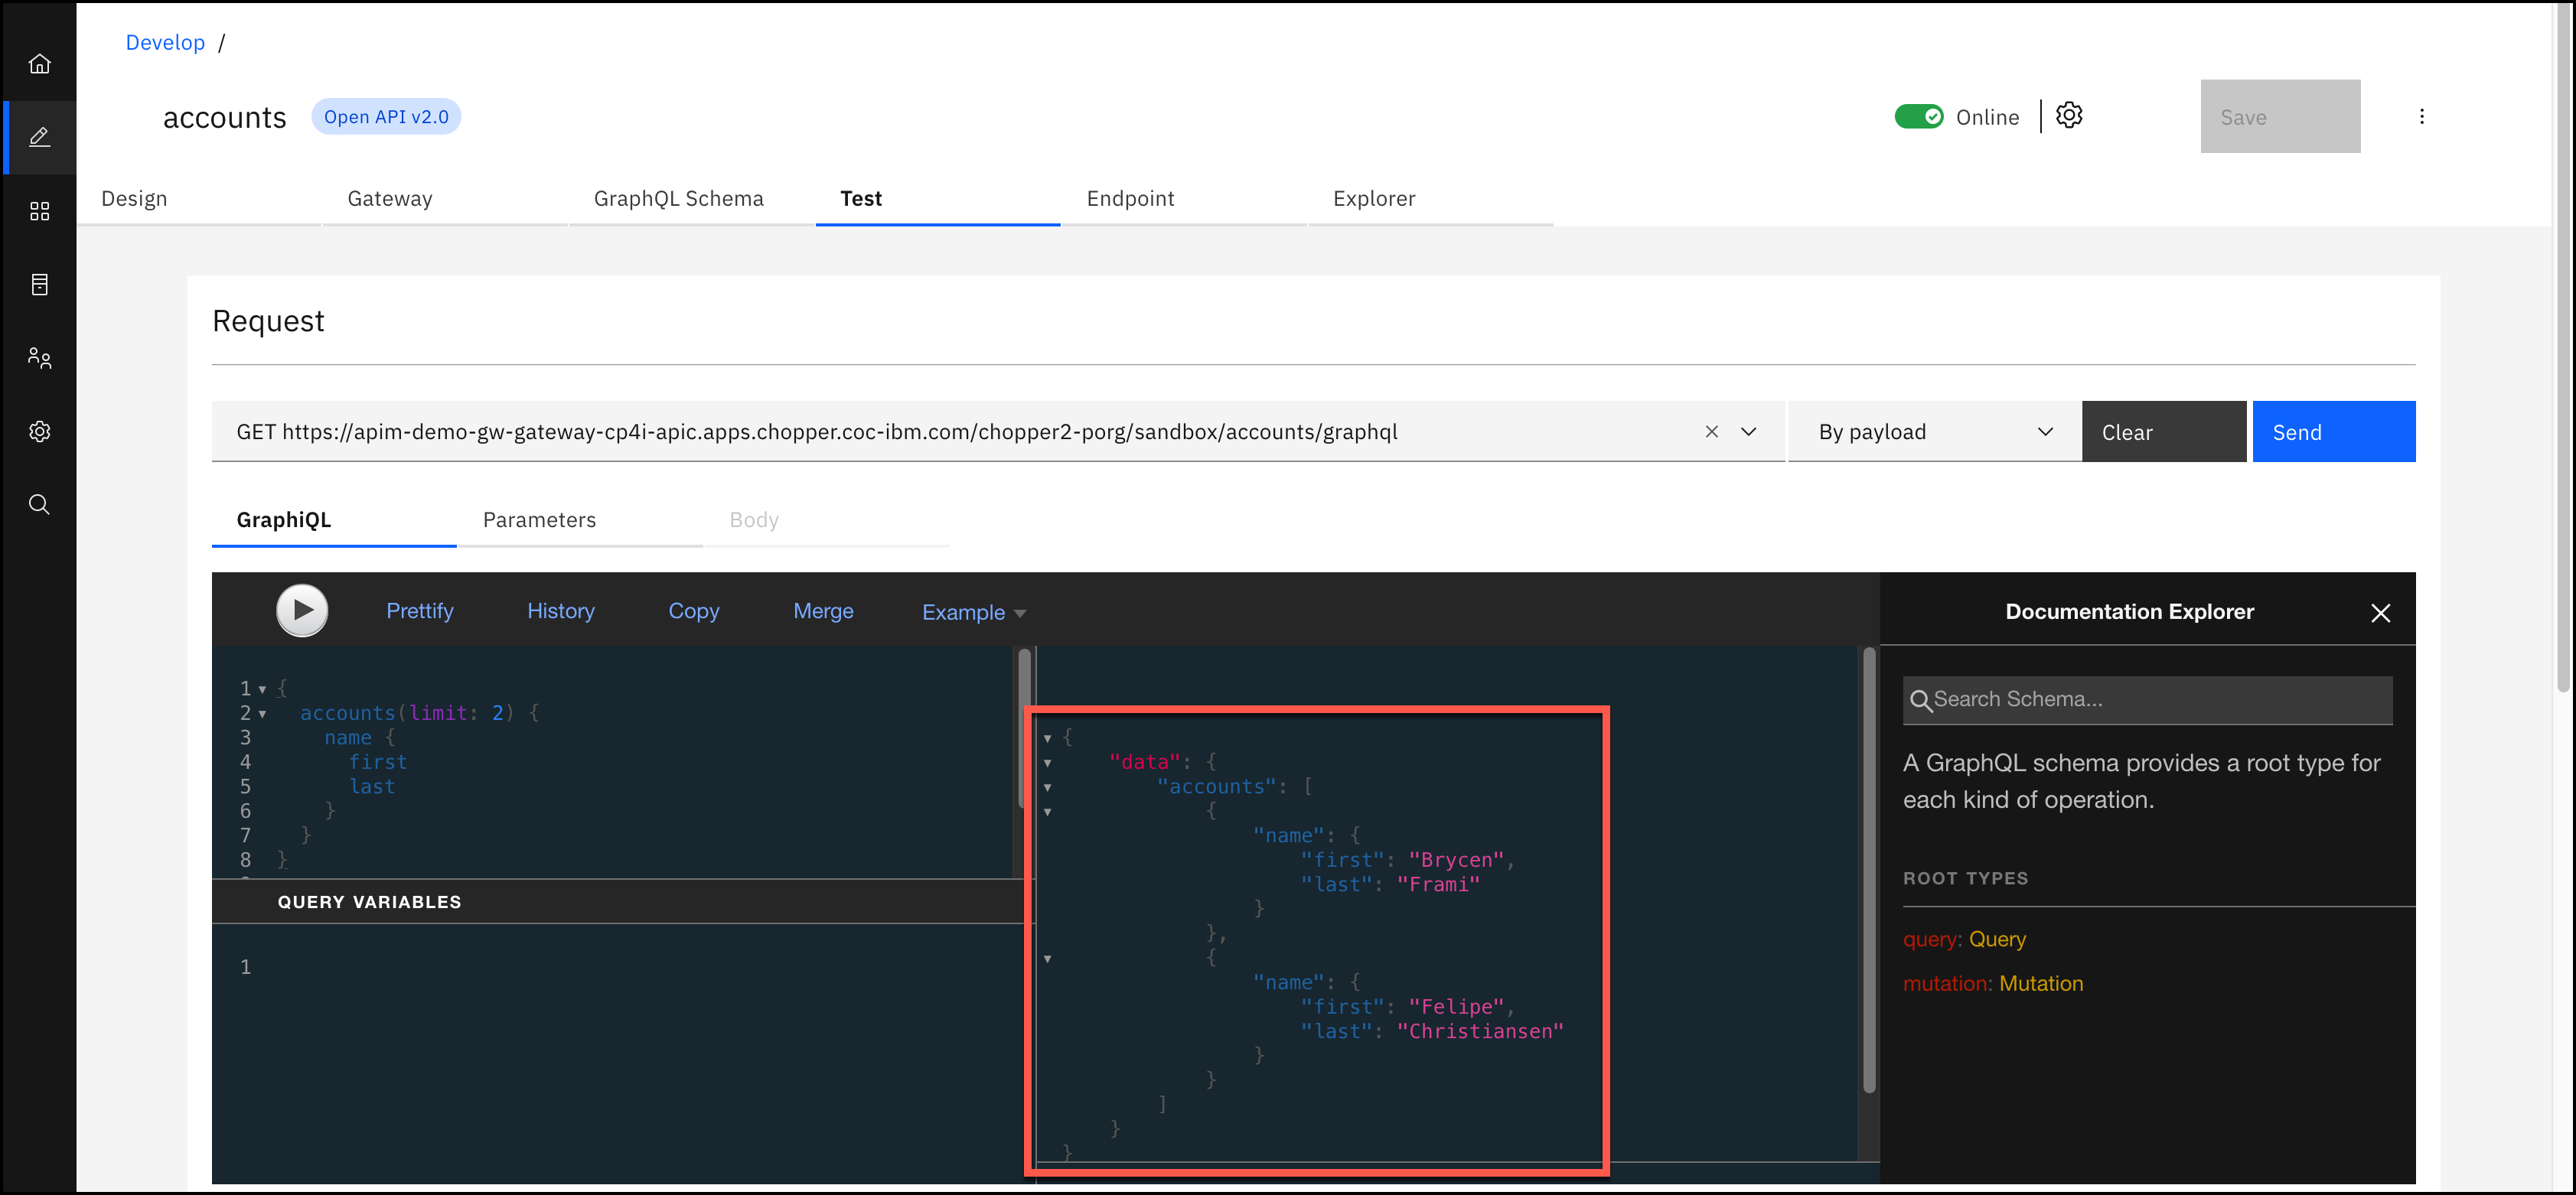 Develop /
accounts Open API v2.0 Online Save
Design Gateway GraphQL Schema Test Endpoint Explorer
Request
GET https://apim-demo-gw-gateway-cp4i-apic.apps.chopper.coc-ibm.com/chopper2-porg/sandbox/accounts/graphql By payload Clear Send
GraphiQL Parameters Body
Prettify History Copy Merge Example
1 {
2 accounts(limit: 2) {
3 name {
4 first
5 last
6 }
7 }
8 }
QUERY VARIABLES
1
{
"data": {
"accounts": [
{
"name": {
"first": "Brycen",
"last": "Frami"
}
},
{
"name": {
"first": "Felipe",
"last": "Christiansen"
}
}
]
}
}
Documentation Explorer
Search Schema...
A GraphQL schema provides a root type for
each kind of operation.
ROOT TYPES
query: Query
mutation: Mutation